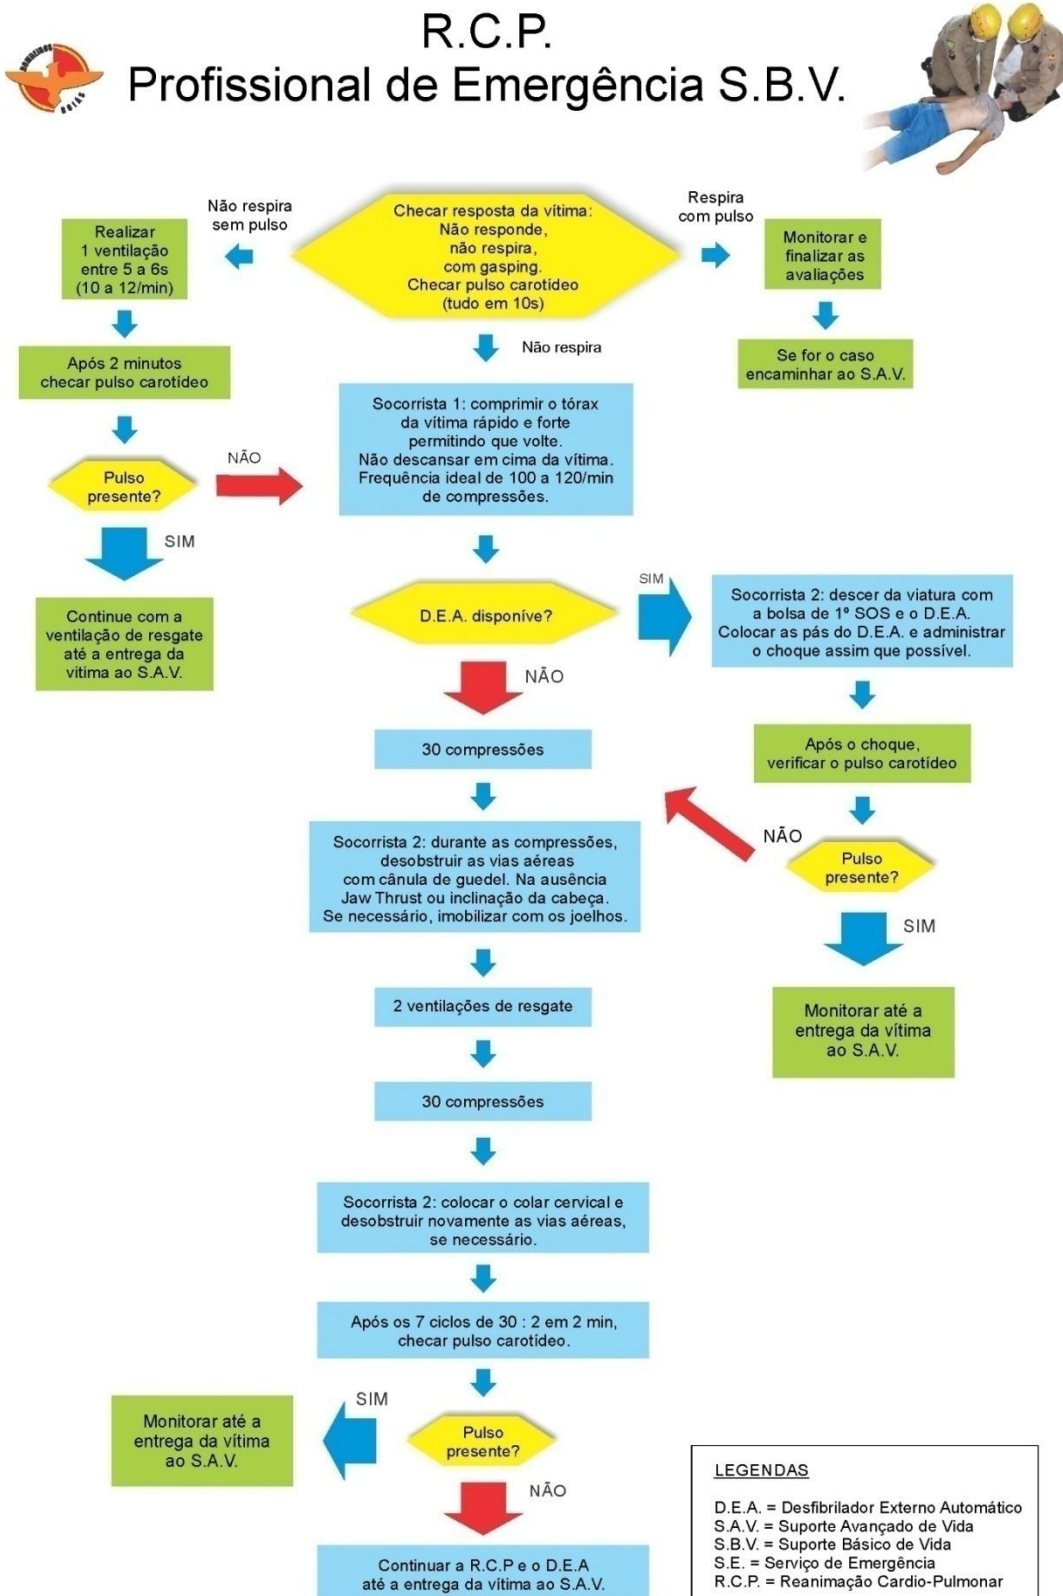 R.C.P.
Profissional de Emergência S.B.V.
BOMBEIROS
GOIÁS
Não respira
sem pulso
Checar resposta da vítima:
Não responde,
não respira,
com gasping.
Checar pulso carotídeo
(tudo em 10s)
Respira
com pulso
Realizar
1 ventilação
entre 5 a 6s
(10 a 12/min)
Monitorar e
finalizar as
avaliações
Após 2 minutos
checar pulso carotídeo
Não respira
Se for o caso
encaminhar ao S.A.V.
Socorrista 1: comprimir o tórax
da vítima rápido e forte
permitindo que volte.
Não descansar em cima da vítima.
Frequência ideal de 100 a 120/min
de compressões.
Pulso
presente?
NÃO
SIM
Continue com a
ventilação de resgate
até a entrega da
vitima ao S.A.V.
D.E.A. disponíve?
SIM
Socorrista 2: descer da viatura com
a bolsa de 1º SOS e o D.E.A.
Colocar as pás do D.E.A. e administrar
o choque assim que possível.
NÃO
30 compressões
Após o choque,
verificar o pulso carotídeo
Socorrista 2: durante as compressões,
desobstruir as vias aéreas
com cânula de guedel. Na ausência
Jaw Thrust ou inclinação da cabeça.
Se necessário, imobilizar com os joelhos.
NÃO
Pulso
presente?
SIM
2 ventilações de resgate
Monitorar até a
entrega da vítima
ao S.A.V.
30 compressões
Socorrista 2: colocar o colar cervical e
desobstruir novamente as vias aéreas,
se necessário.
Após os 7 ciclos de 30 : 2 em 2 min,
checar pulso carotídeo.
SIM
Monitorar até a
entrega da vítima
ao S.A.V.
Pulso
presente?
NÃO
Continuar a R.C.P e o D.E.A
até a entrega da vítima ao S.A.V.
LEGENDAS
D.E.A. = Desfibrilador Externo Automático
S.A.V. = Suporte Avançado de Vida
S.B.V. = Suporte Básico de Vida
S.E. = Serviço de Emergência
R.C.P. = Reanimação Cardio-Pulmonar